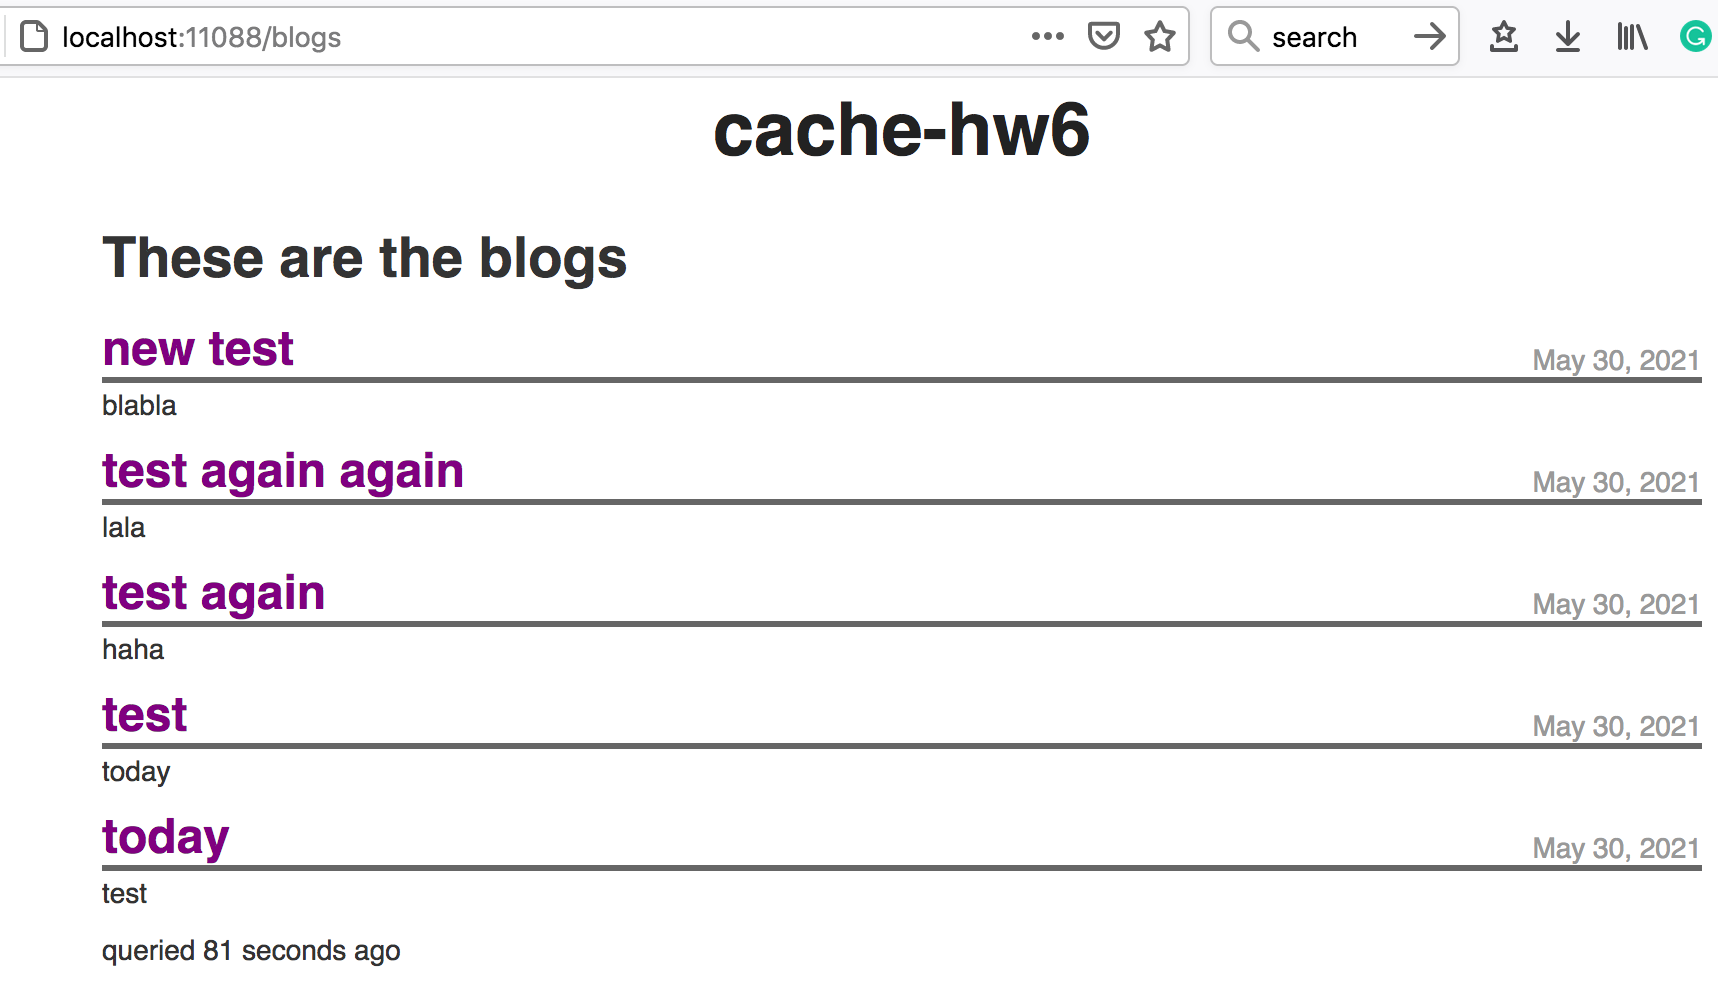 localhost:11088/blogs
search
cache-hw6
These are the blogs
new test
May 30, 2021
blabla
test again again
May 30, 2021
lala
test again
May 30, 2021
haha
test
May 30, 2021
today
today
May 30, 2021
test
queried 81 seconds ago